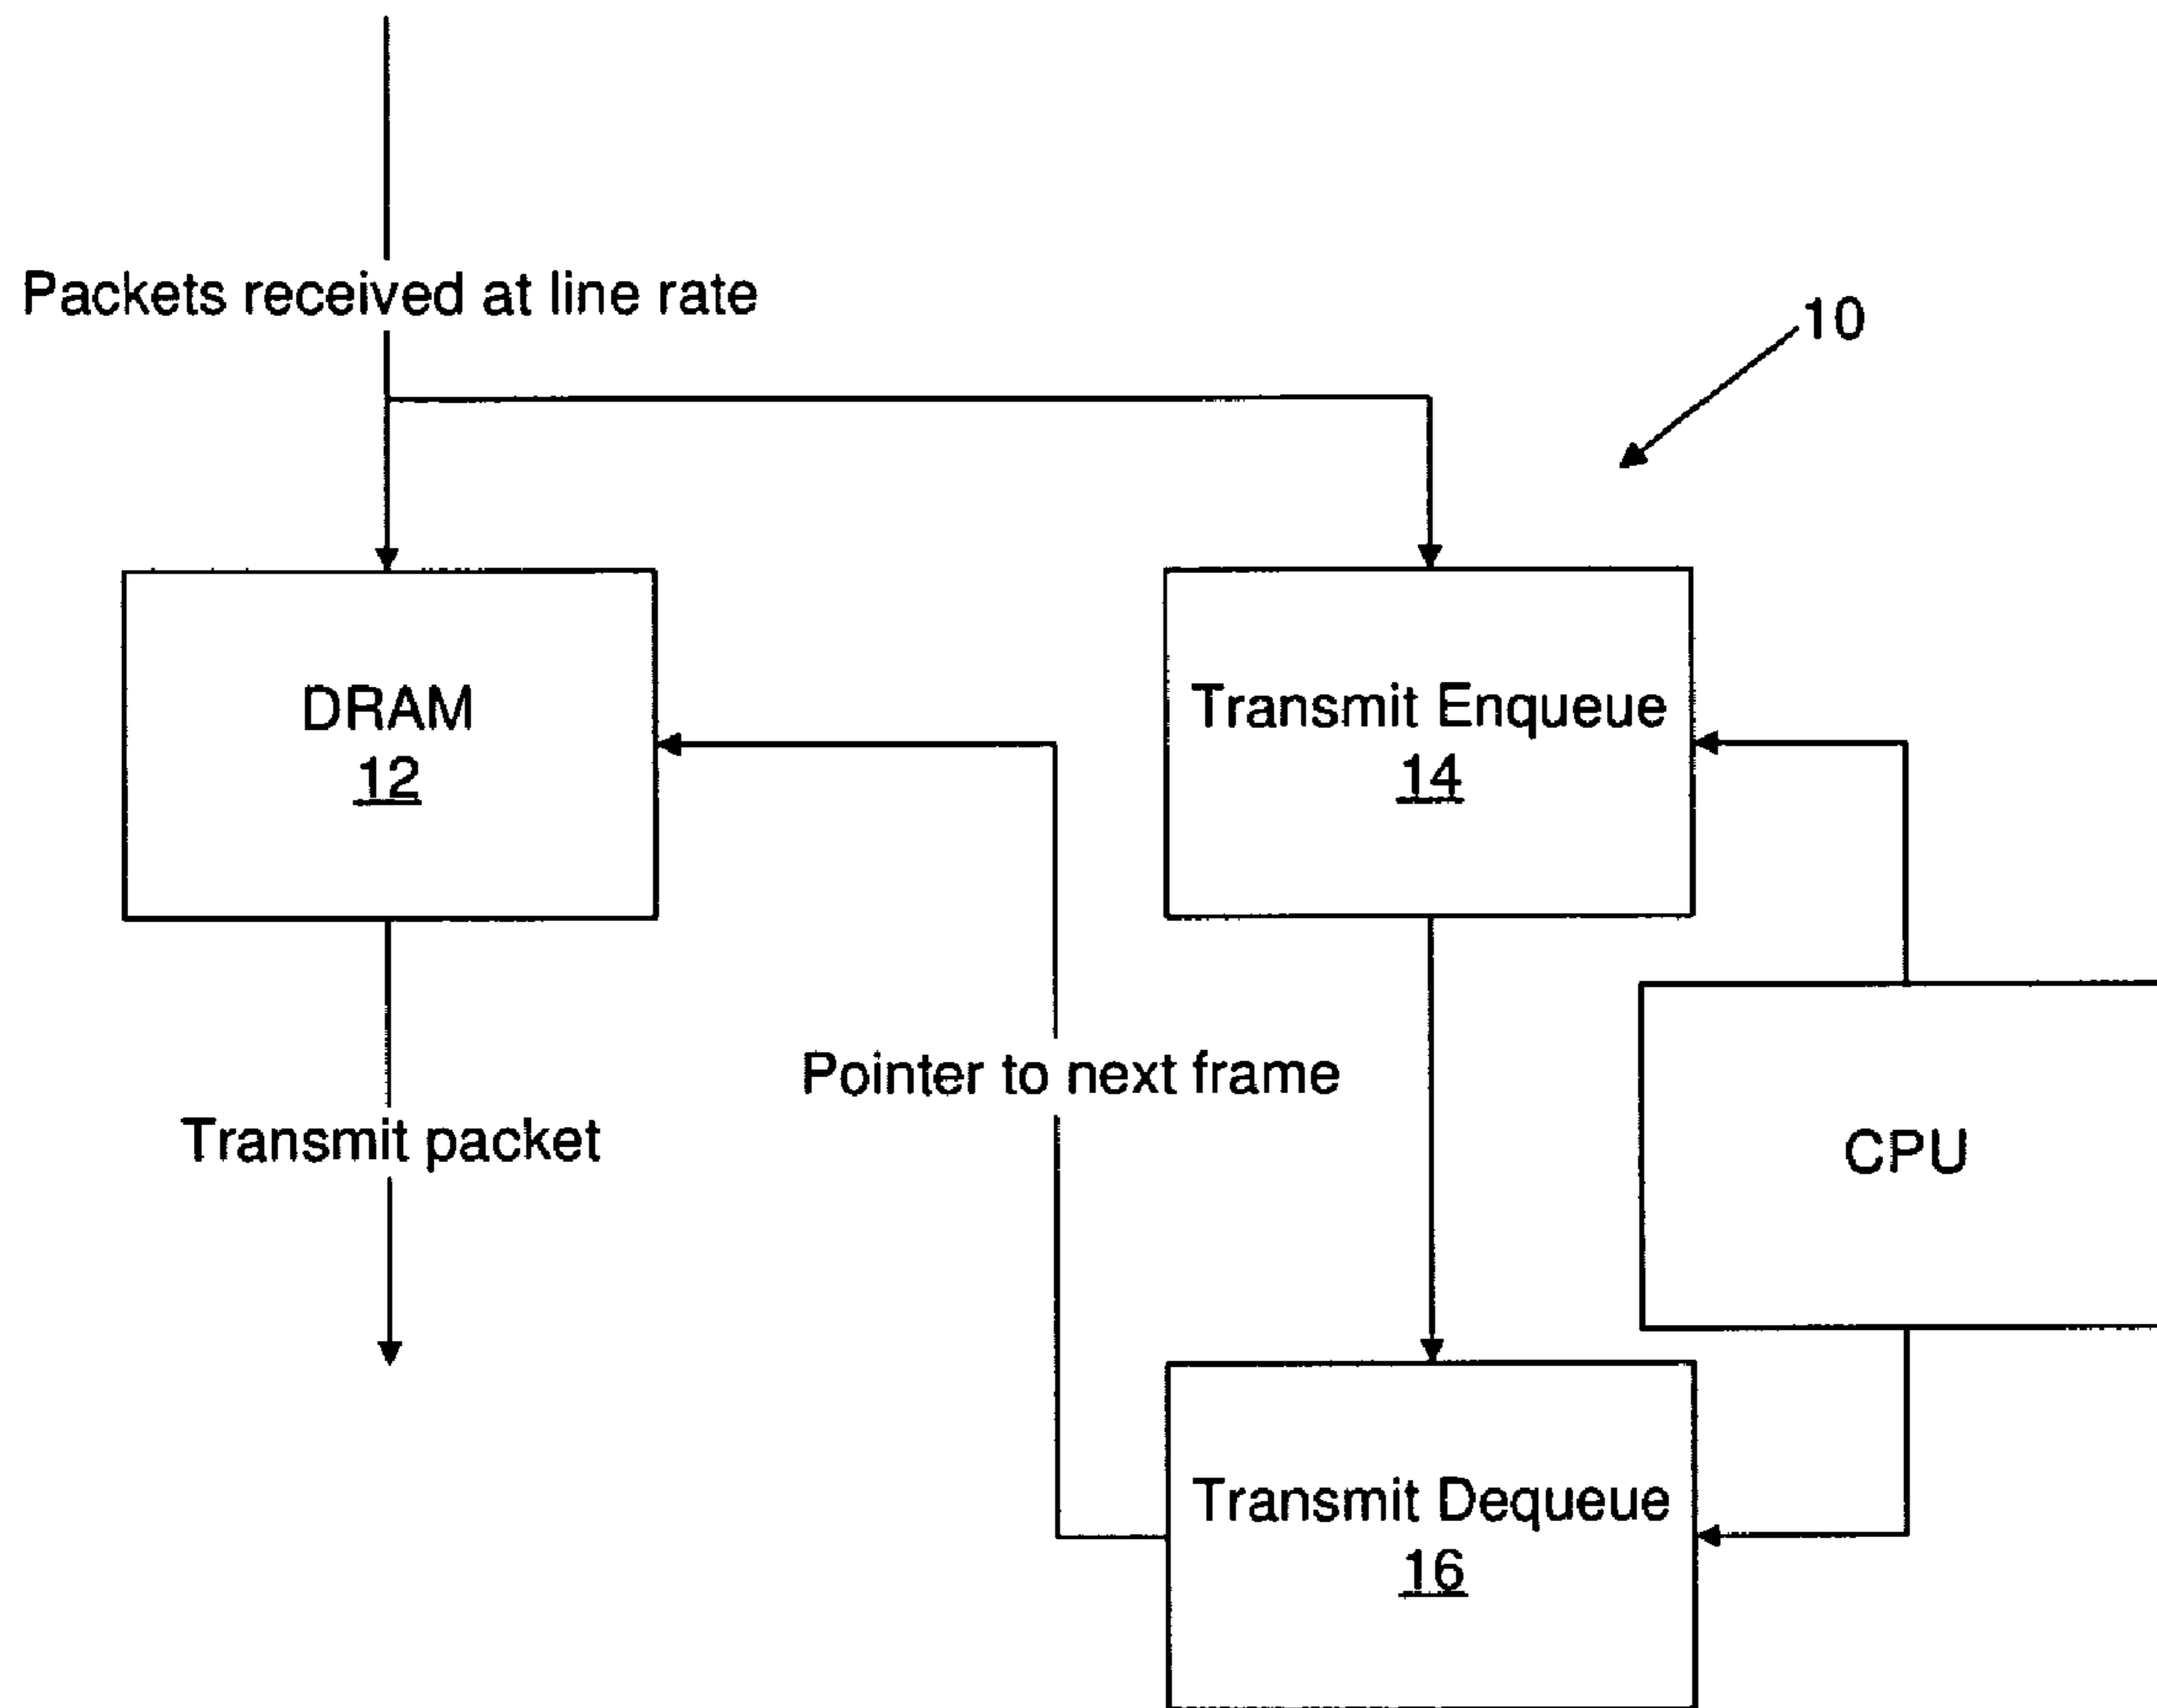 Packets received at line rate
10
DRAM
12
Transmit Enqueue
14
Pointer to next frame
Transmit packet
CPU
Transmit Dequeue
16